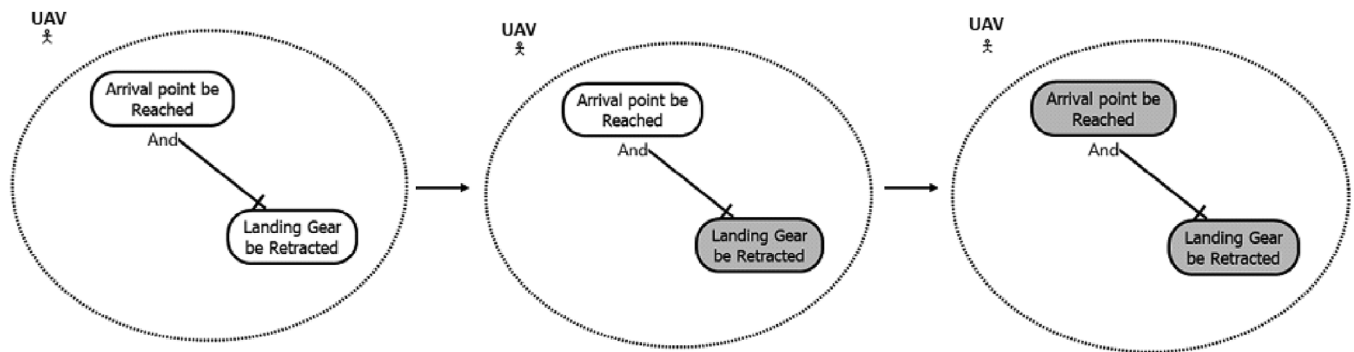 UAV
Arrival point be
Reached
And
Landing Gear
be Retracted
UAV
Arrival point be
Reached
And
Landing Gear
be Retracted
UAV
Arrival point be
Reached
And
Landing Gear
be Retracted